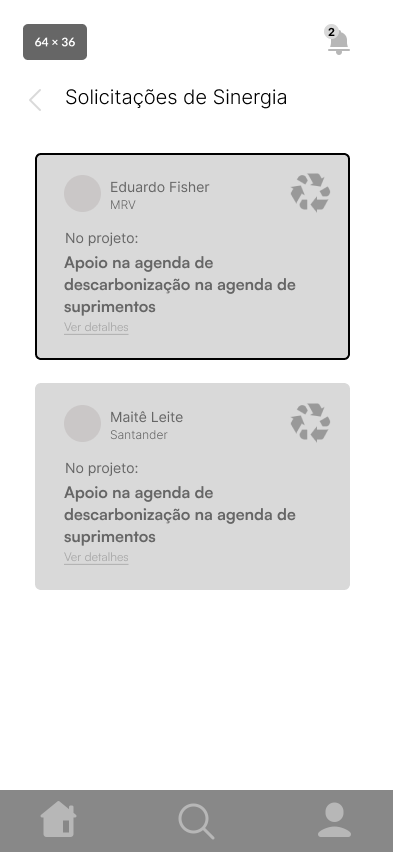 64 × 36
2
Solicitações de Sinergia
Eduardo Fisher
MRV
No projeto:
Apoio na agenda de
descarbonização na agenda de
suprimentos
Ver detalhes
Maitê Leite
Santander
No projeto:
Apoio na agenda de
descarbonização na agenda de
suprimentos
Ver detalhes